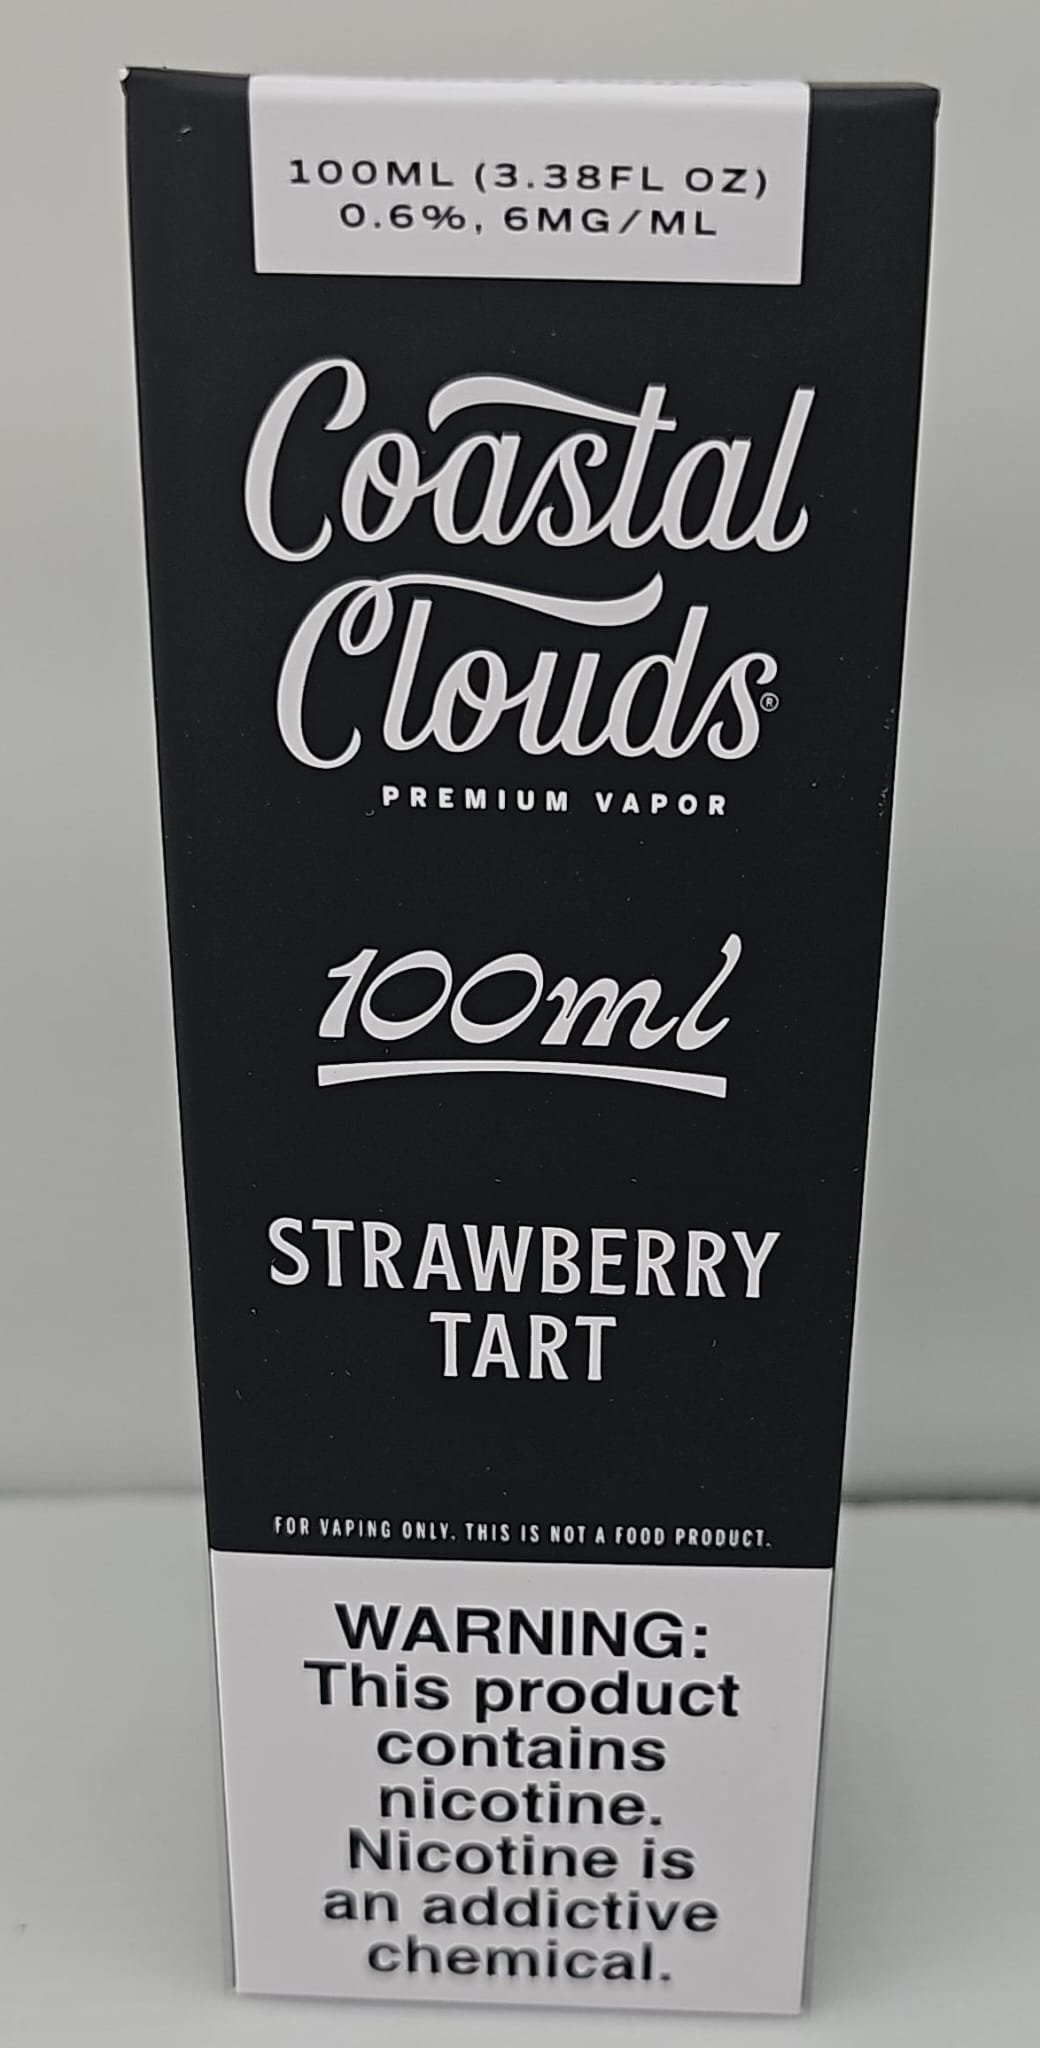 100ML (3.38FL OZ)
0.6%, 6MG/ML
Coastal
Clouds®
PREMIUM VAPOR
100ml
STRAWBERRY
TART
FOR VAPING ONLY. THIS IS NOT A FOOD PRODUCT.
WARNING:
This product
contains
nicotine.
Nicotine is
an addictive
chemical.